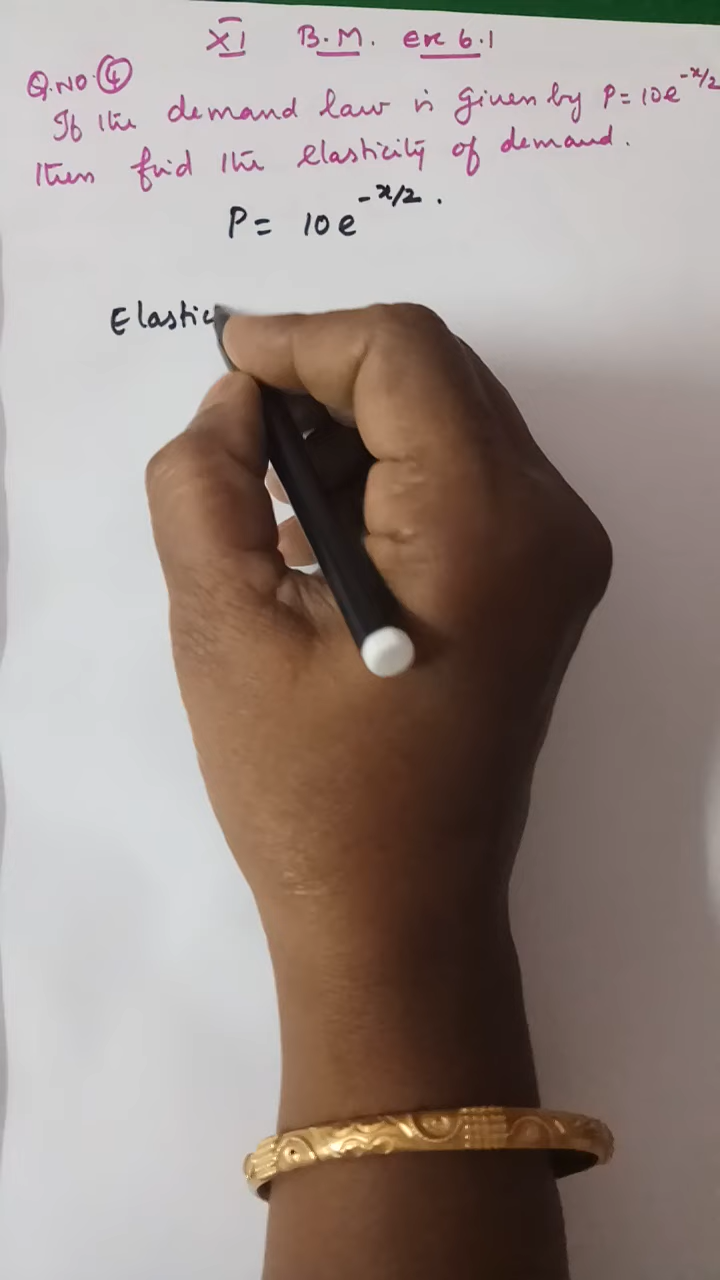 XI B.M. ex 6.1
Q.NO. ④
If the demand law is given by P = 10e^-x/2
then find the elasticity of demand.
P = 10e^-x/2.
Elastic